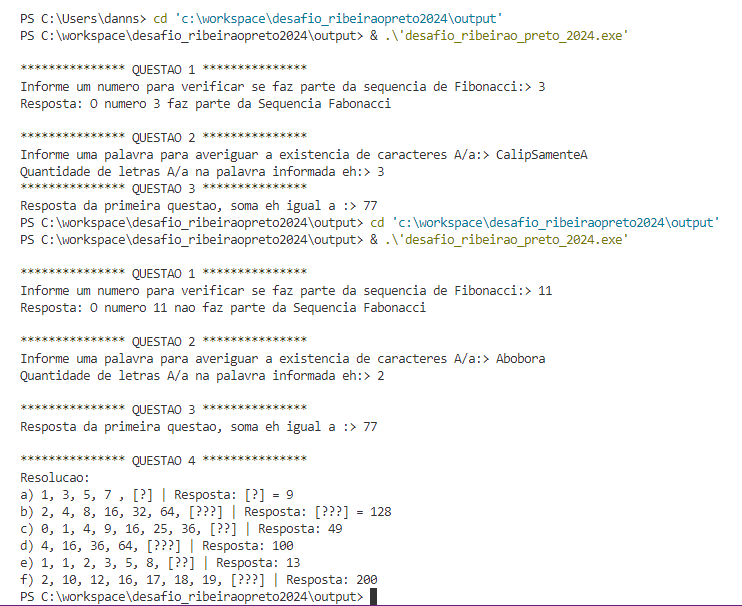 PS C:\Users\danns> cd 'c:\workspace\desafio_ribeiraopreto2024\output'
PS C:\workspace\desafio_ribeiraopreto2024\output> & .\'desafio_ribeirao_preto_2024.exe'
*************** QUESTAO 1 ***************
Informe um numero para verificar se faz parte da sequencia de Fibonacci:> 3
Resposta: O numero 3 faz parte da Sequencia Fabonacci
*************** QUESTAO 2 ***************
Informe uma palavra para averiguar a existencia de caracteres A/a:> CalipSamenteA
Quantidade de letras A/a na palavra informada eh:> 3
*************** QUESTAO 3 ***************
Resposta da primeira questao, soma eh igual a :> 77
PS C:\workspace\desafio_ribeiraopreto2024\output> cd 'c:\workspace\desafio_ribeiraopreto2024\output'
PS C:\workspace\desafio_ribeiraopreto2024\output> & .\'desafio_ribeirao_preto_2024.exe'
*************** QUESTAO 1 ***************
Informe um numero para verificar se faz parte da sequencia de Fibonacci:> 11
Resposta: O numero 11 nao faz parte da Sequencia Fabonacci
*************** QUESTAO 2 ***************
Informe uma palavra para averiguar a existencia de caracteres A/a:> Abobora
Quantidade de letras A/a na palavra informada eh:> 2
*************** QUESTAO 3 ***************
Resposta da primeira questao, soma eh igual a :> 77
*************** QUESTAO 4 ***************
Resolucao:
a) 1, 3, 5, 7 , [?] | Resposta: [?] = 9
b) 2, 4, 8, 16, 32, 64, [???] | Resposta: [???] = 128
c) 0, 1, 4, 9, 16, 25, 36, [??] | Resposta: 49
d) 4, 16, 36, 64, [???] | Resposta: 100
e) 1, 1, 2, 3, 5, 8, [??] | Resposta: 13
f) 2, 10, 12, 16, 17, 18, 19, [???] | Resposta: 200
PS C:\workspace\desafio_ribeiraopreto2024\output>